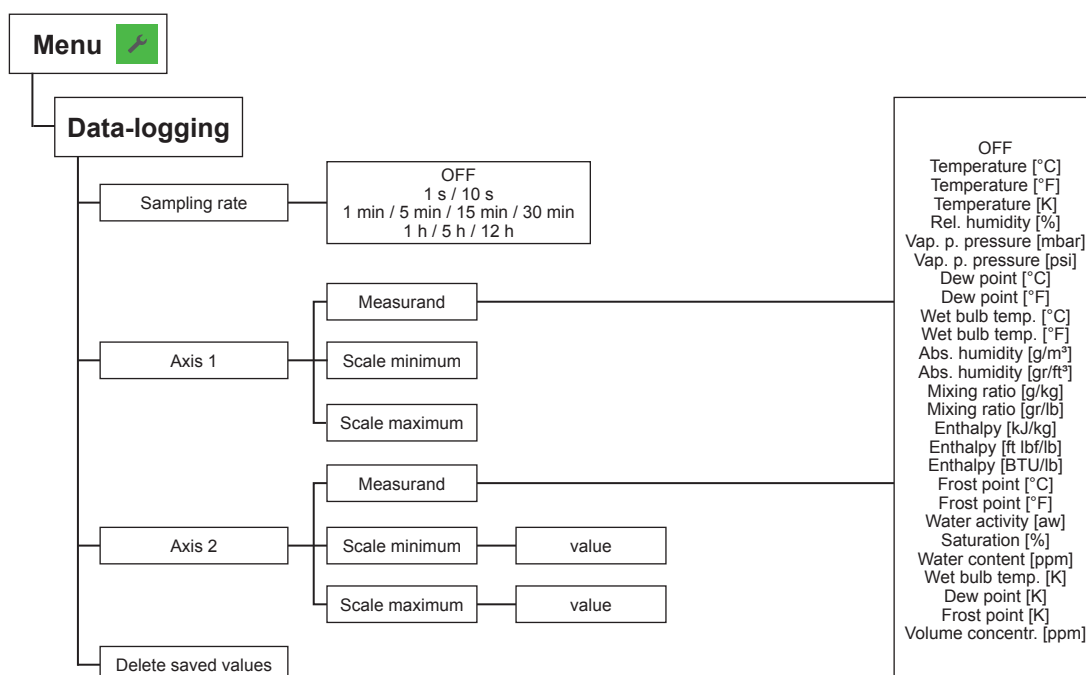 Menu
Data-logging
Sampling rate
OFF
1 s / 10 s
1 min / 5 min / 15 min / 30 min
1 h / 5 h / 12 h
Axis 1
Measurand
Scale minimum
Scale maximum
Axis 2
Measurand
Scale minimum
value
Scale maximum
value
Delete saved values
OFF
Temperature [°C]
Temperature [°F]
Temperature [K]
Rel. humidity [%]
Vap. p. pressure [mbar]
Vap. p. pressure [psi]
Dew point [°C]
Dew point [°F]
Wet bulb temp. [°C]
Wet bulb temp. [°F]
Abs. humidity [g/m³]
Abs. humidity [gr/ft³]
Mixing ratio [g/kg]
Mixing ratio [gr/lb]
Enthalpy [kJ/kg]
Enthalpy [ft lbf/lb]
Enthalpy [BTU/lb]
Frost point [°C]
Frost point [°F]
Water activity [aw]
Saturation [%]
Water content [ppm]
Wet bulb temp. [K]
Dew point [K]
Frost point [K]
Volume concentr. [ppm]